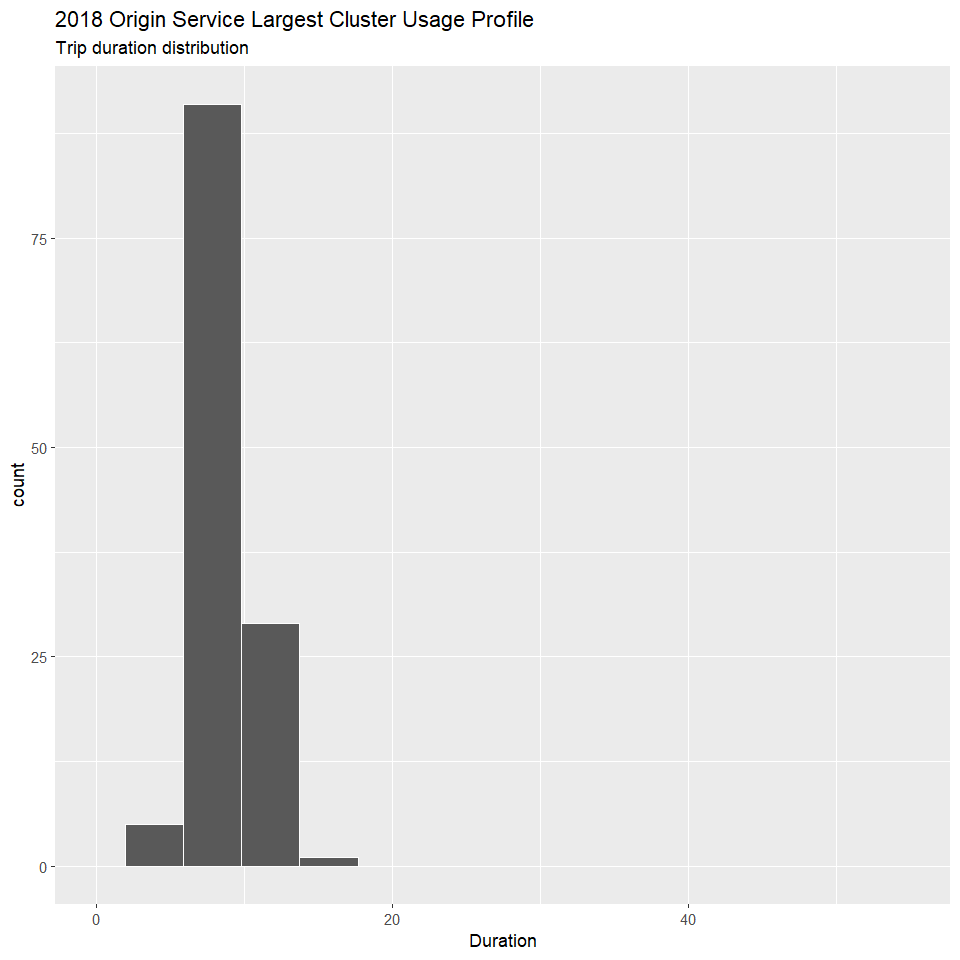 2018 Origin Service Largest Cluster Usage Profile
Trip duration distribution
75
50
25
0
count
0 20 40
Duration